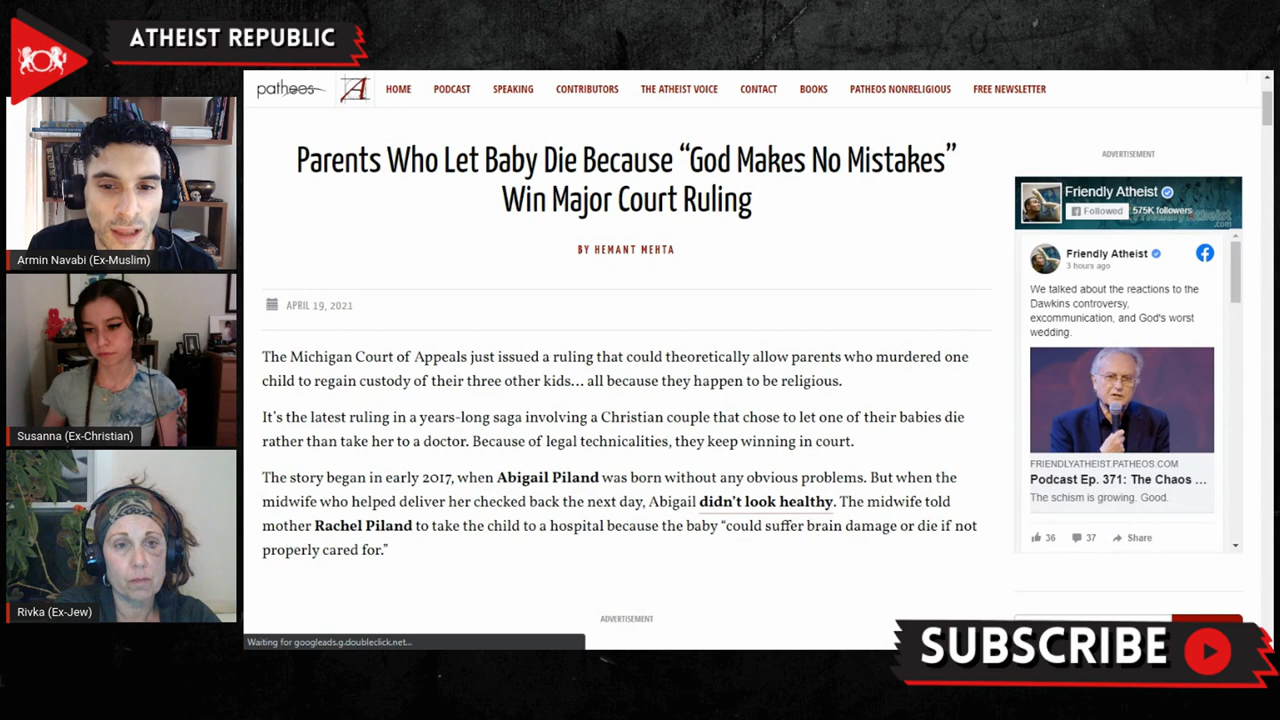 ATHEIST REPUBLIC
Armin Navabi (Ex-Muslim)
Susanna (Ex-Christian)
Rivka (Ex-Jew)
patheos
A
HOME
PODCAST
SPEAKING
CONTRIBUTORS
THE ATHEIST VOICE
CONTACT
BOOKS
PATHEOS NONRELIGIOUS
FREE NEWSLETTER
Parents Who Let Baby Die Because “God Makes No Mistakes”
Win Major Court Ruling
BY HEMANT MEHTA
APRIL 19, 2021
The Michigan Court of Appeals just issued a ruling that could theoretically allow parents who murdered one
child to regain custody of their three other kids… all because they happen to be religious.
It’s the latest ruling in a years-long saga involving a Christian couple that chose to let one of their babies die
rather than take her to a doctor. Because of legal technicalities, they keep winning in court.
The story began in early 2017, when Abigail Piland was born without any obvious problems. But when the
midwife who helped deliver her checked back the next day, Abigail didn’t look healthy. The midwife told
mother Rachel Piland to take the child to a hospital because the baby “could suffer brain damage or die if not
properly cared for.”
ADVERTISEMENT
Waiting for googleads.g.doubleclick.net...
ADVERTISEMENT
Friendly Atheist
Followed
575K followers
Friendly Atheist
3 hours ago
We talked about the reactions to the
Dawkins controversy,
excommunication, and God's worst
wedding.
FRIENDLYATHEIST.PATHEOS.COM
Podcast Ep. 371: The Chaos ...
The schism is growing. Good.
36
37
Share
SUBSCRIBE